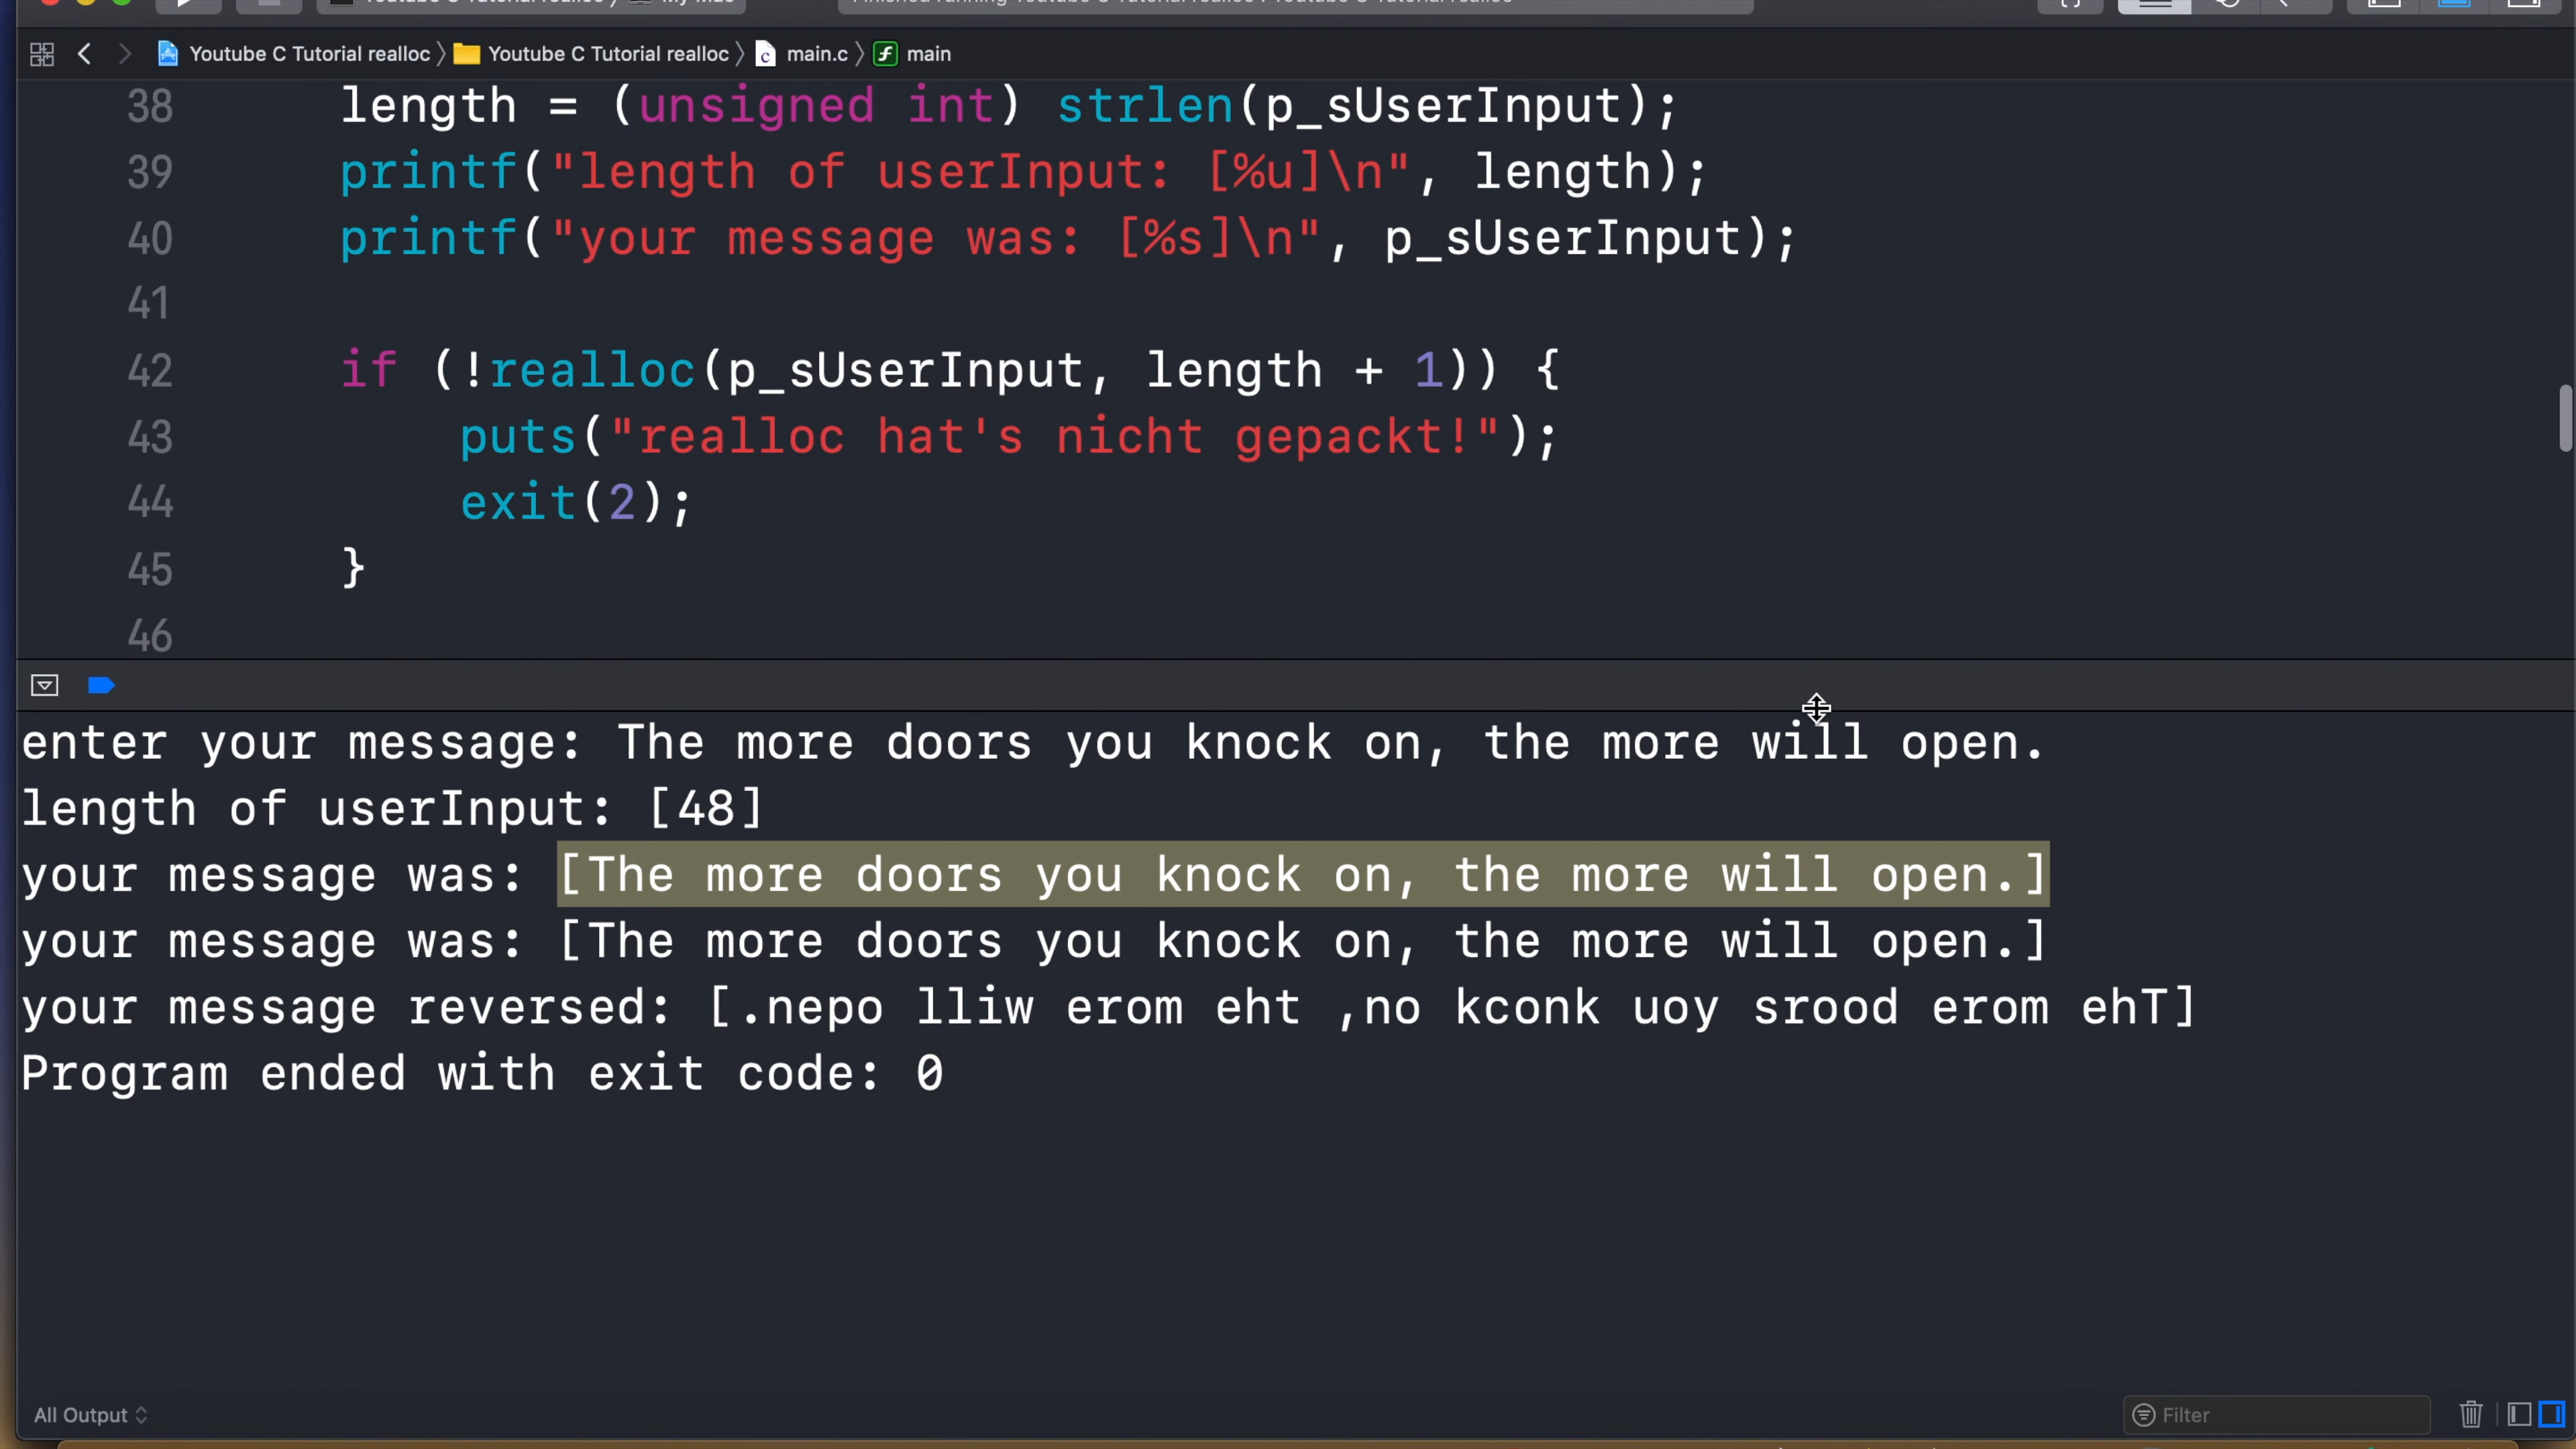 Youtube C Tutorial realloc Youtube C Tutorial realloc main.c main
38 length = (unsigned int) strlen(p_sUserInput);
39 printf("length of userInput: [%u]\n", length);
40 printf("your message was: [%s]\n", p_sUserInput);
41
42 if (!realloc(p_sUserInput, length + 1)) {
43 puts("realloc hat's nicht gepackt!");
44 exit(2);
45 }
46
enter your message: The more doors you knock on, the more will open.
length of userInput: [48]
your message was: [The more doors you knock on, the more will open.]
your message was: [The more doors you knock on, the more will open.]
your message reversed: [.nepo lliw erom eht ,no kconk uoy srood erom ehT]
Program ended with exit code: 0
All Output Filter